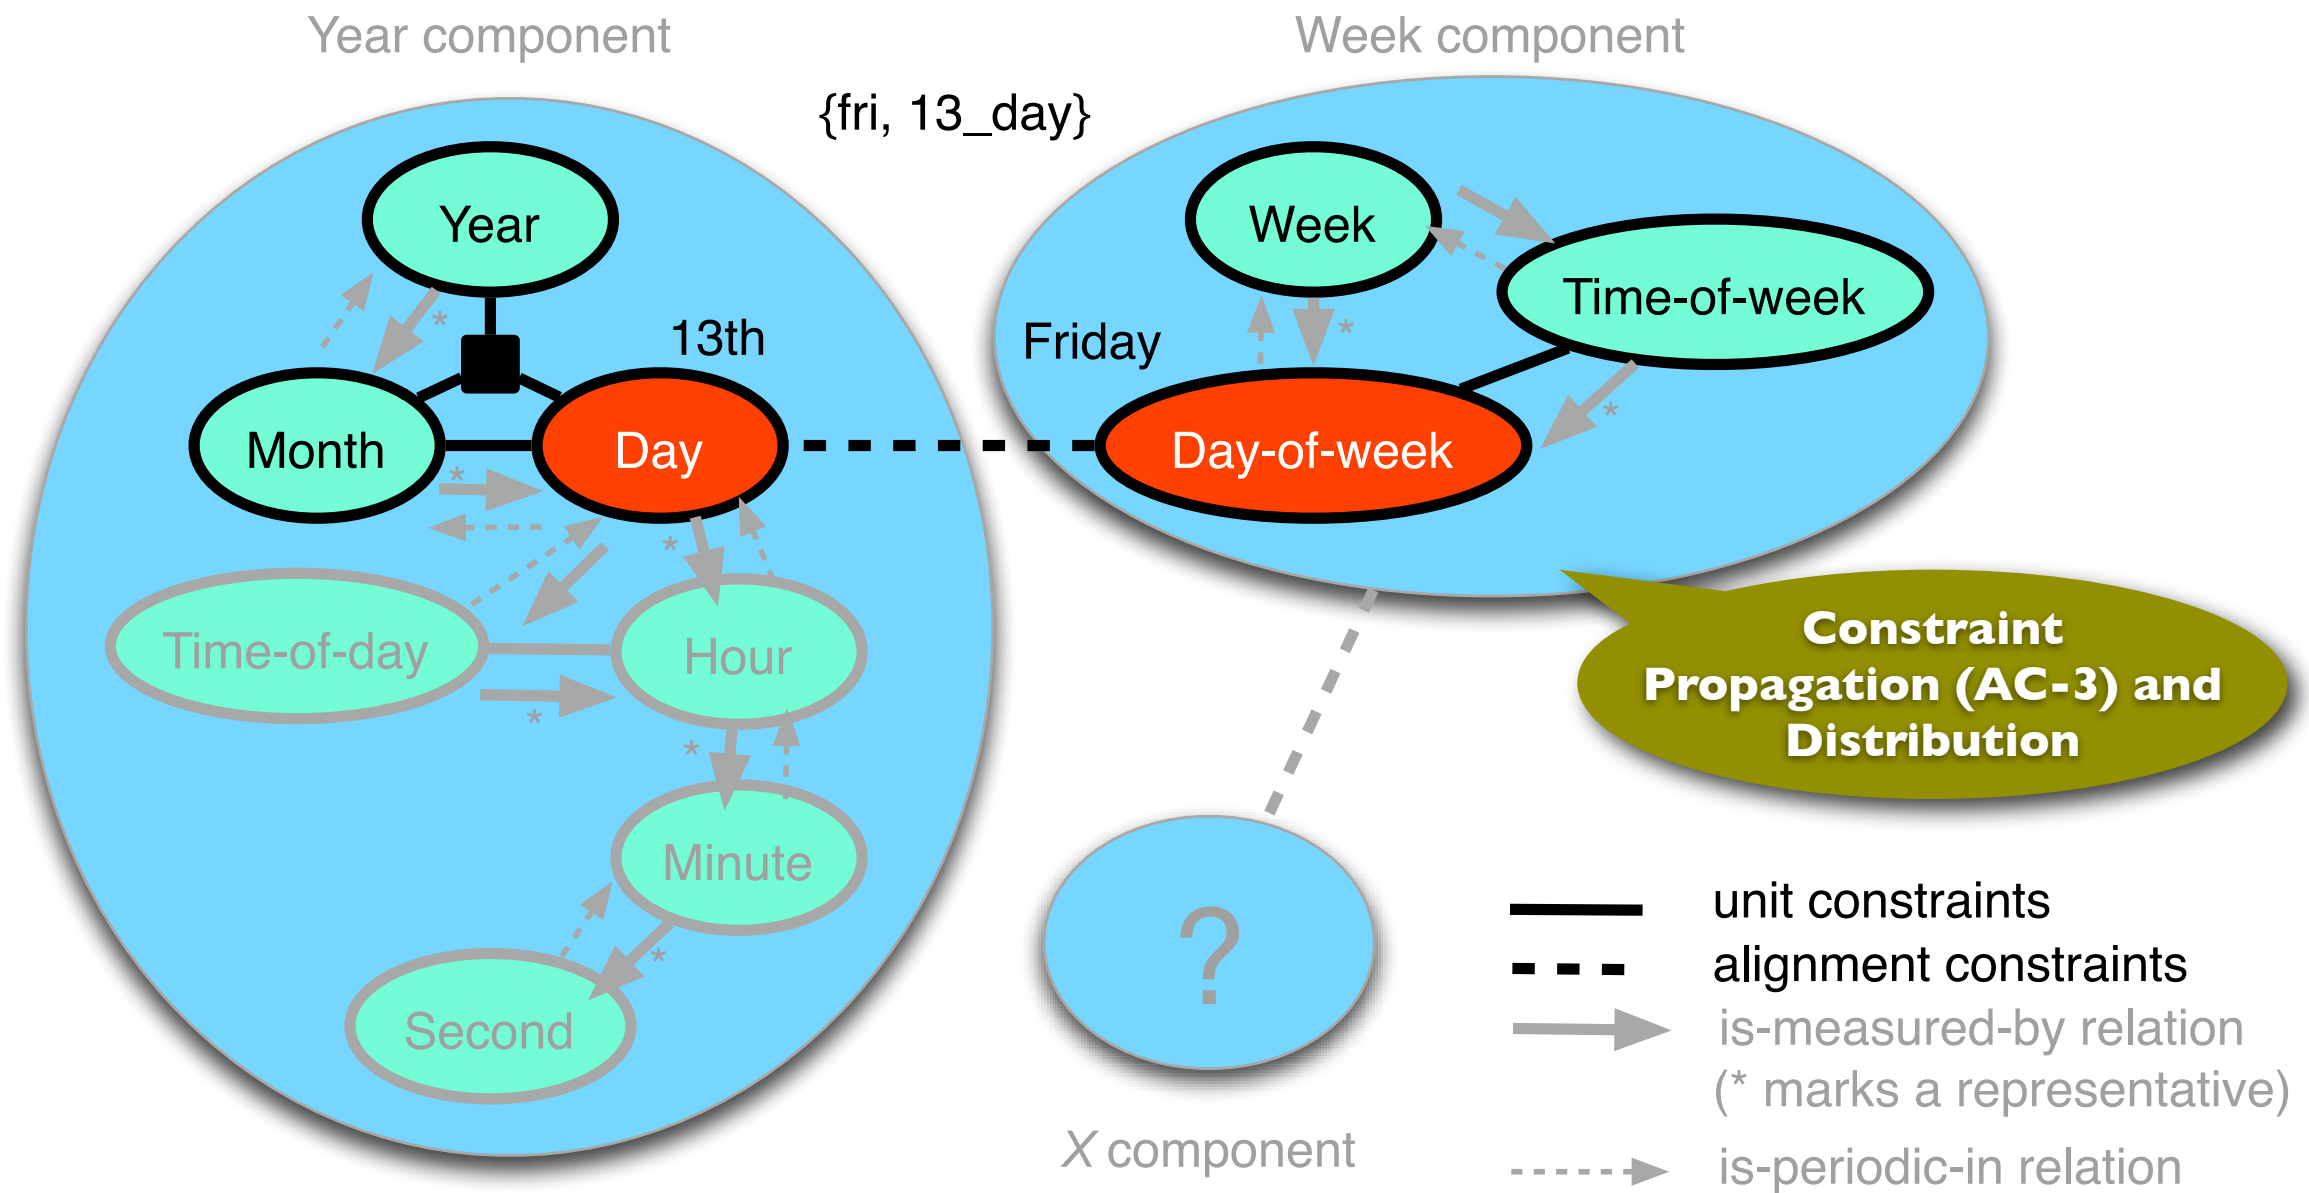 Year component
Week component
{fri, 13_day}
Year
*
13th
Month
Day
*
*
Time-of-day
Hour
*
*
Minute
*
Second
Week
Time-of-week
*
Friday
*
Day-of-week
Constraint
Propagation (AC-3) and
Distribution
?
X component
unit constraints
alignment constraints
is-measured-by relation
(* marks a representative)
is-periodic-in relation